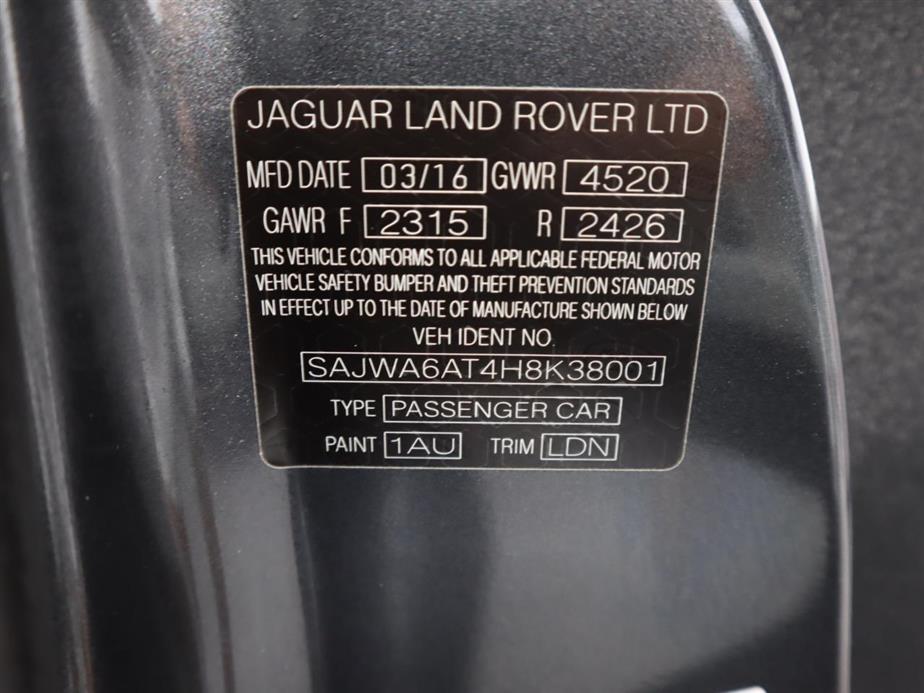 JAGUAR LAND ROVER LTD
MFD DATE 03/16 GVWR 4520
GAWR F 2315 R 2426
THIS VEHICLE CONFORMS TO ALL APPLICABLE FEDERAL MOTOR
VEHICLE SAFETY BUMPER AND THEFT PREVENTION STANDARDS
IN EFFECT UP TO THE DATE OF MANUFACTURE SHOWN BELOW
VEH IDENT NO.
SAJWA6AT4H8K38001
TYPE PASSENGER CAR
PAINT 1AU TRIM LDN